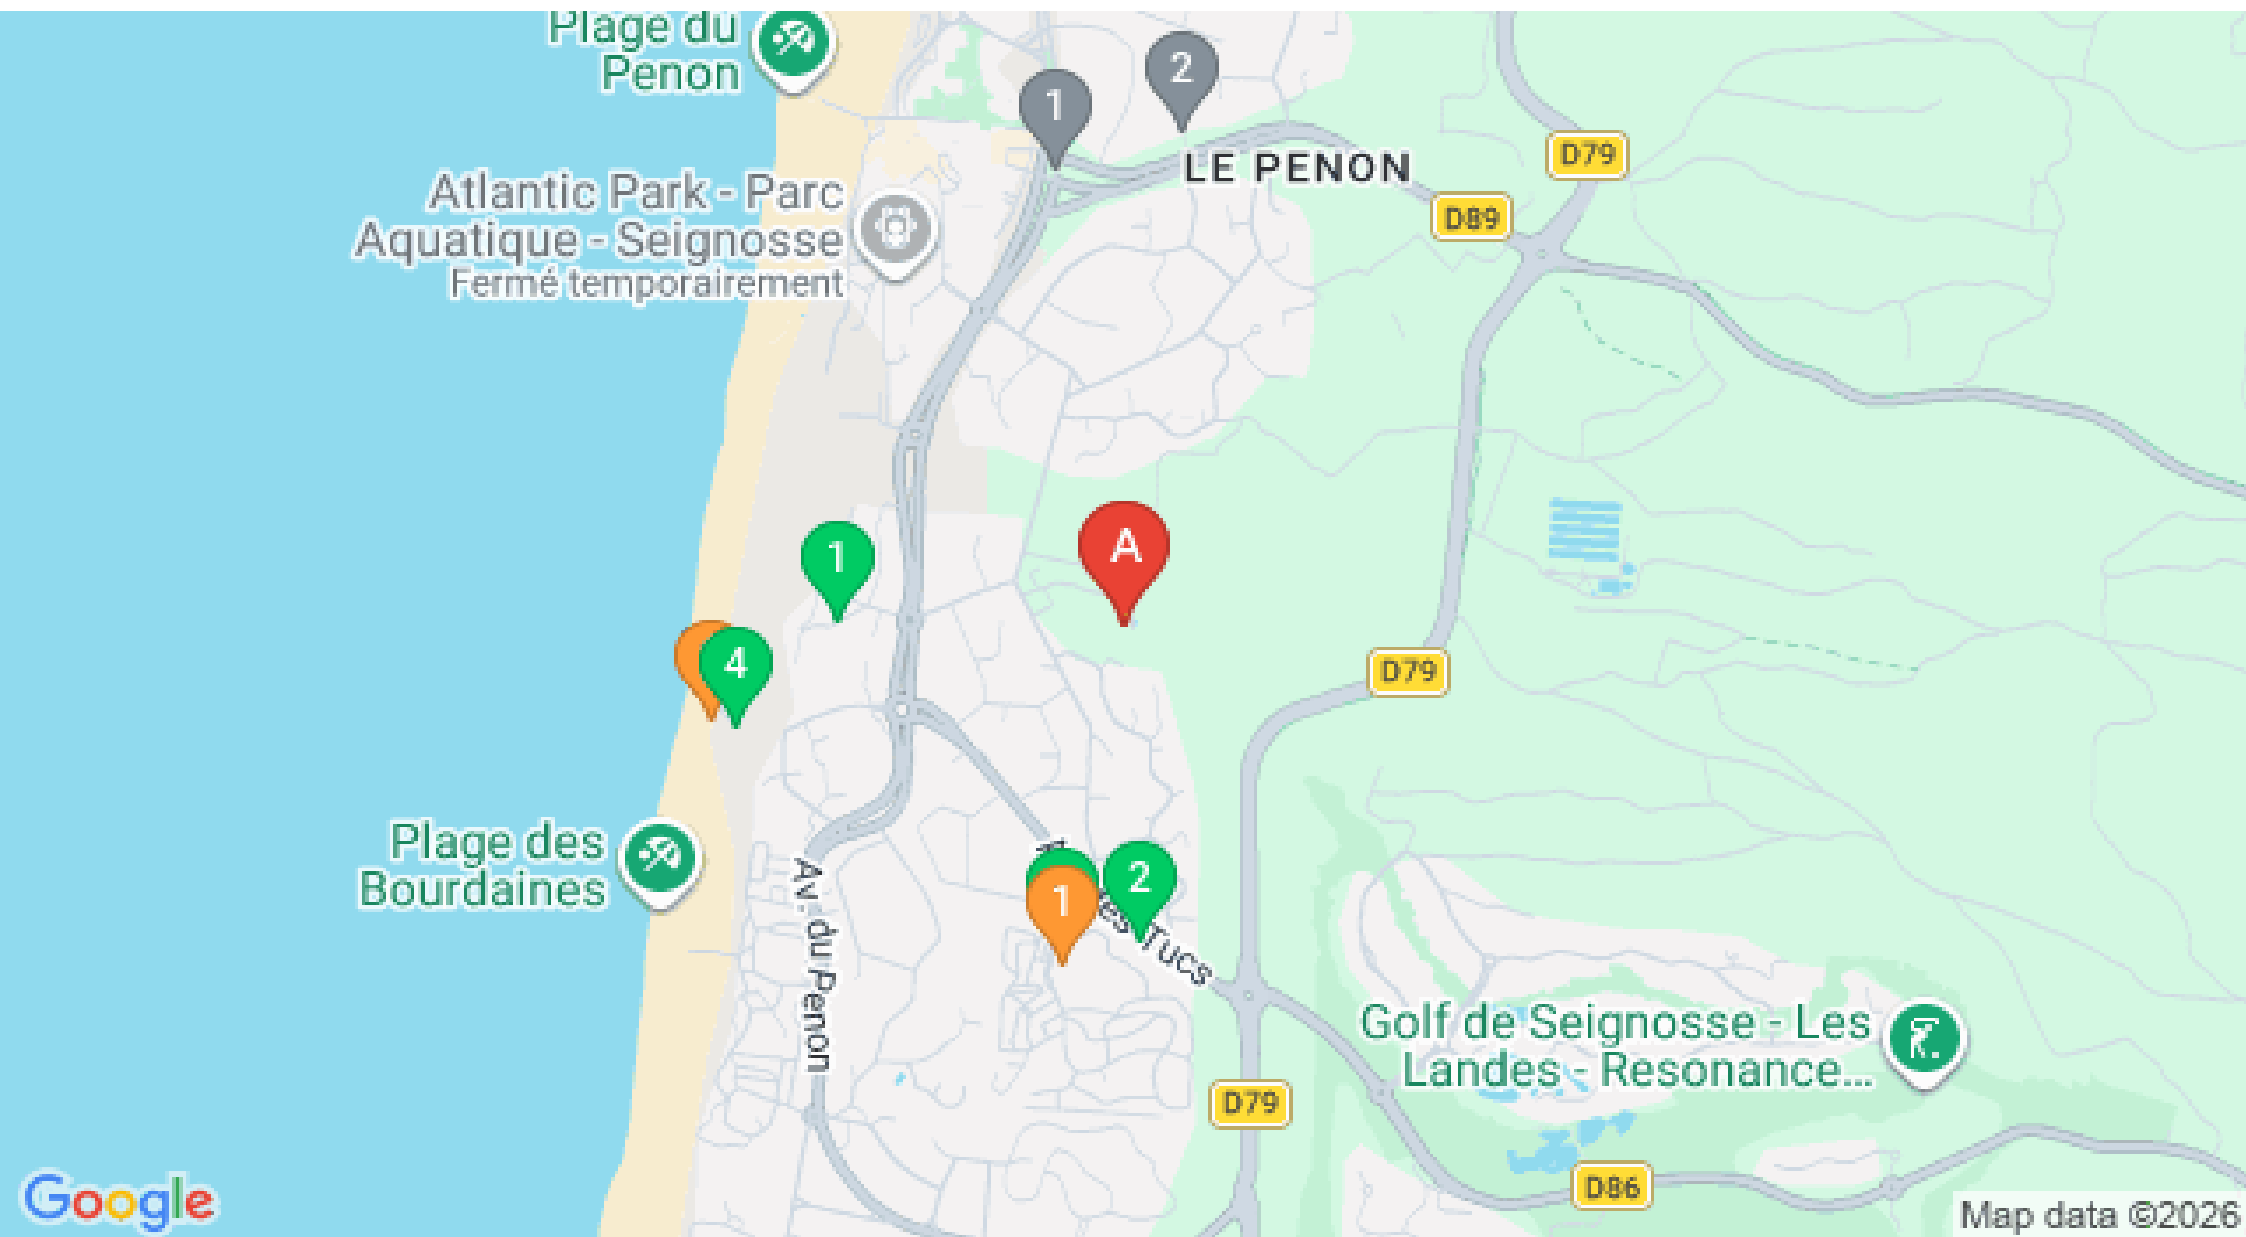 Plage du
Penon
2
1
LE PENON
D79
Atlantic Park - Parc
Aquatique - Seignosse
Fermé temporairement
D89
A
1
4
D79
Plage des
Bourdaines
2
1
Tucs
Av. du Penon
Golf de Seignosse - Les
Landes - Resonance...
D79
D86
Google
Map data ©2026